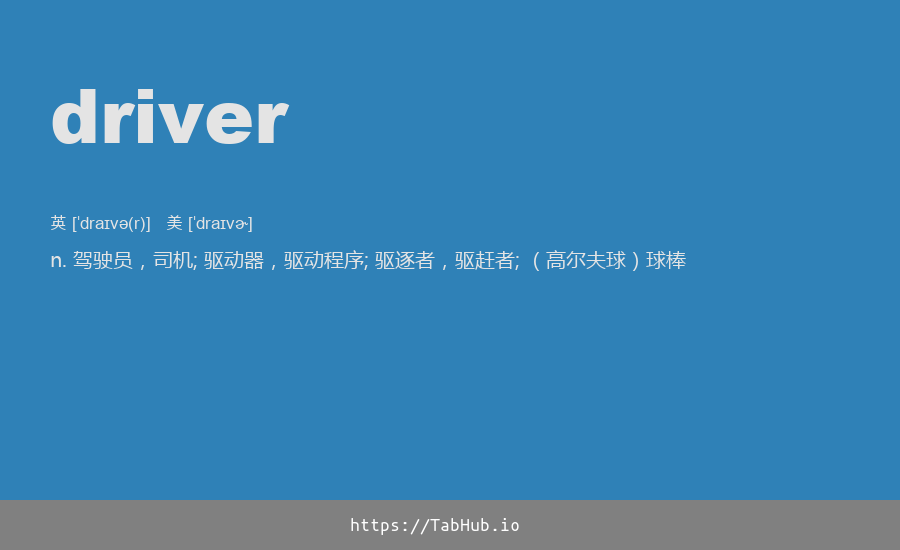 driver
英 [ˈdraɪvə(r)] 美 [ˈdraɪvɚ]
n. 驾驶员，司机; 驱动器，驱动程序; 驱逐者，驱赶者; （高尔夫球）球棒
https://TabHub.io